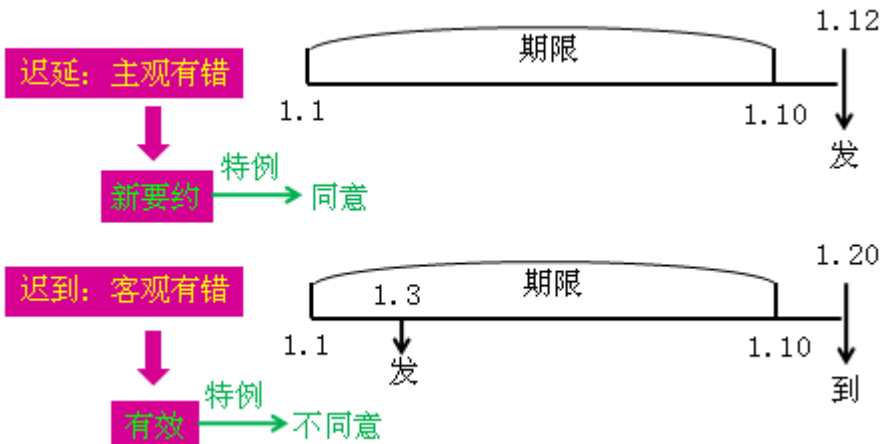 迟延：主观有错
期限
1.12
1.1
1.10
发
新要约
特例
同意
迟到：客观有错
1.3
期限
1.20
1.1
发
1.10
到
有效
特例
不同意